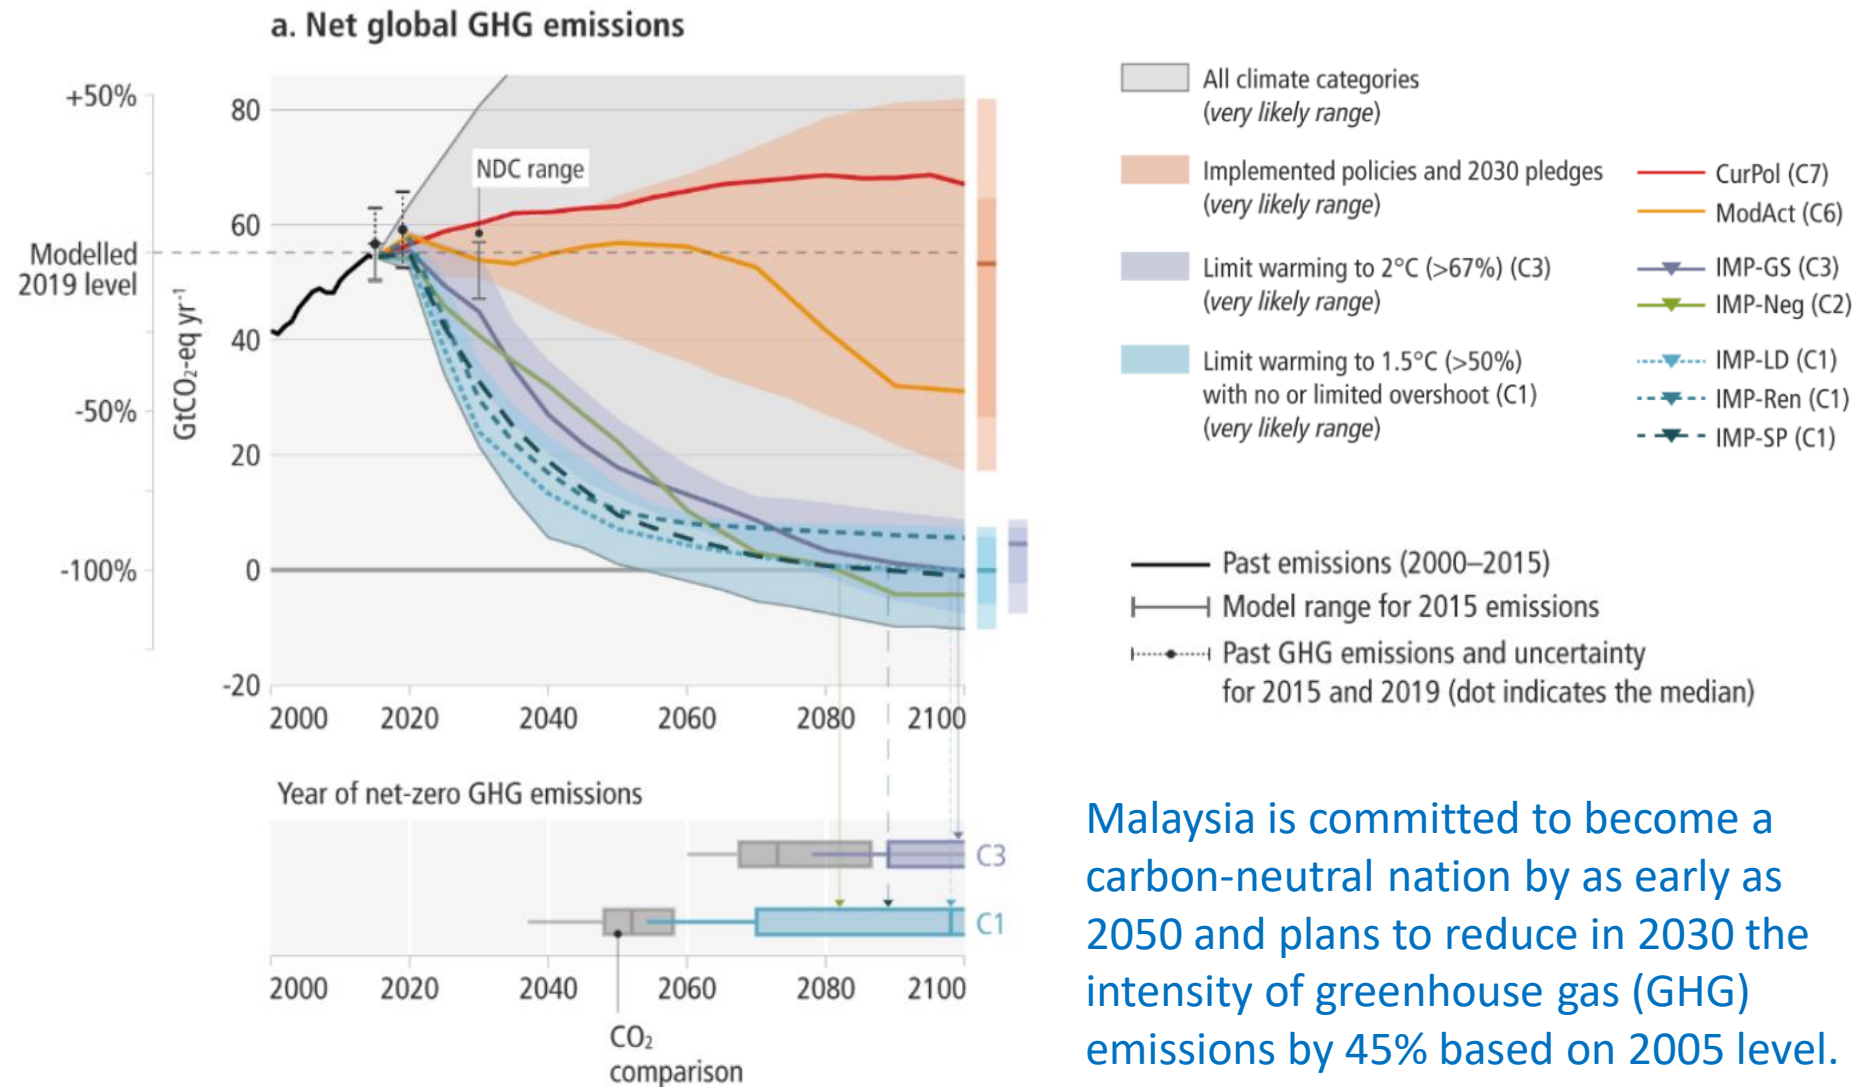 a. Net global GHG emissions
+50%
Modelled
2019 level
-50%
-100%
GtCO₂-eq yr⁻¹
80
60
40
20
0
-20
NDC range
2000 2020 2040 2060 2080 2100
All climate categories
(very likely range)
Implemented policies and 2030 pledges
(very likely range)
Limit warming to 2°C (>67%) (C3)
(very likely range)
Limit warming to 1.5°C (>50%)
with no or limited overshoot (C1)
(very likely range)
CurPol (C7)
ModAct (C6)
IMP-GS (C3)
IMP-Neg (C2)
IMP-LD (C1)
IMP-Ren (C1)
IMP-SP (C1)
Past emissions (2000–2015)
Model range for 2015 emissions
Past GHG emissions and uncertainty
for 2015 and 2019 (dot indicates the median)
Year of net-zero GHG emissions
C3
C1
2000 2020 2040 2060 2080 2100
CO₂
comparison
Malaysia is committed to become a
carbon-neutral nation by as early as
2050 and plans to reduce in 2030 the
intensity of greenhouse gas (GHG)
emissions by 45% based on 2005 level.